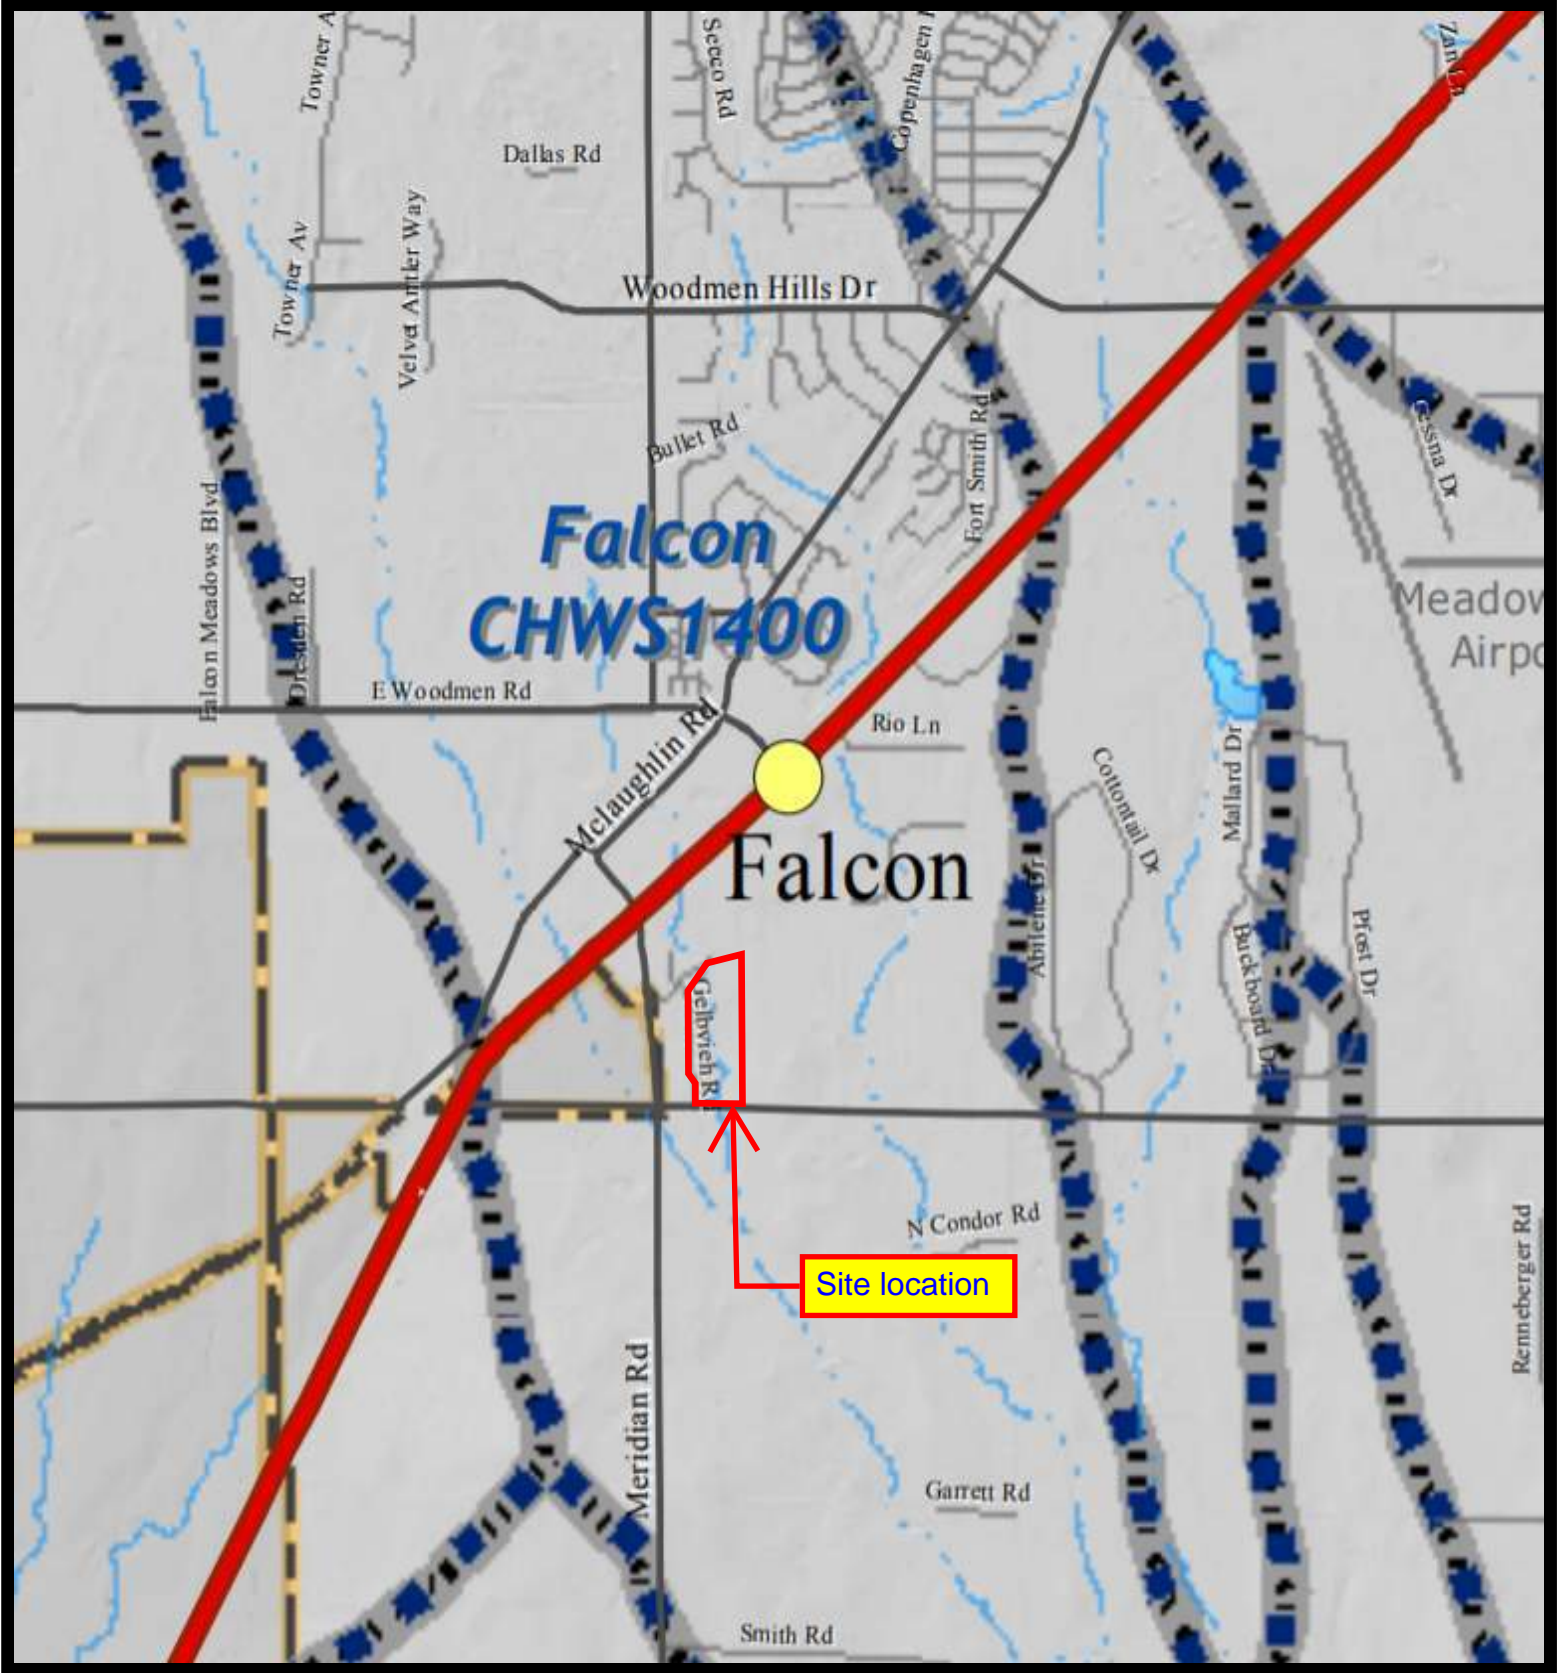 Towner A
Secco Rd
Copenhagen
Zan Ln
Dallas Rd
Towner Av
Velvet Antler Way
Woodmen Hills Dr
Bullet Rd
Fort Smith Rd
Cessna Dr
Falcon
CHWS1400
Falcon Meadows Blvd
Dresden Rd
Meadow
Airpo
E Woodmen Rd
Mclaughlin Rd
Rio Ln
Cottontail Dr
Mallard Dr
Falcon
Abilene Dr
Buckboard Dr
Pfost Dr
Gelbvieh Rd
N Condor Rd
Site location
Renneberger Rd
Meridian Rd
Garrett Rd
Smith Rd